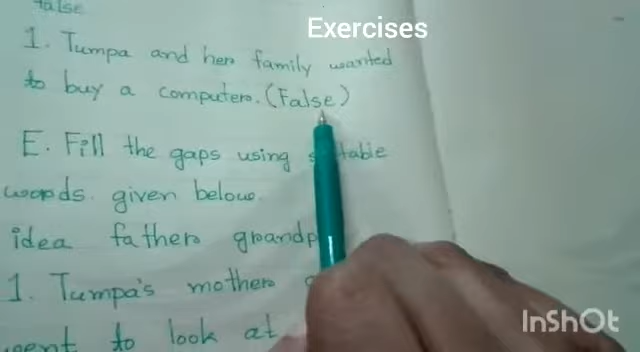 false
Exercises
1. Tumpa and her family wanted
to buy a computer. (False)
E. Fill the gaps using
words. given below.
idea father
1. Tumpa's mother
went to look at
InShOt